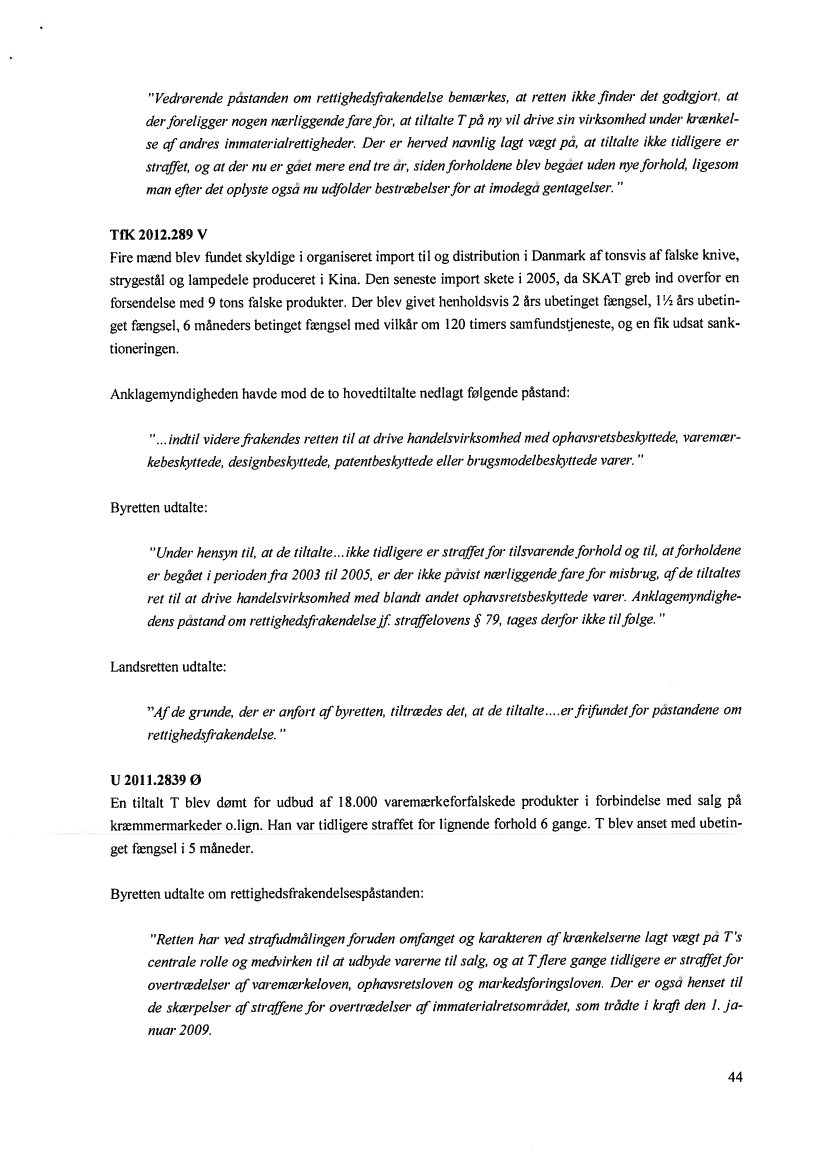 "Vedrørende påstanden om rettighedsfrakendelse bemærkes, at retten ikke finder det godtgjort, at
der foreligger nogen nærliggende fare for, at tiltalte T på ny vil drive sin virksomhed under krænkel-
se af andres immaterialrettigheder. Der er herved navnlig lagt vægt på, at tiltalte ikke tidligere er
straffet, og at der nu er gået mere end tre år, siden forholdene blev begået uden nye forhold, ligesom
man efter det oplyste også nu udfolder bestræbelser for at imødegå gentagelser. "
TfK 2012.289 V
Fire mænd blev fundet skyldige i organiseret import til og distribution i Danmark af tonsvis af falske knive,
strygestål og lampedele produceret i Kina. Den seneste import skete i 2005, da SKAT greb ind overfor en
forsendelse med 9 tons falske produkter. Der blev givet henholdsvis 2 års ubetinget fængsel, 1½ års ubetin-
get fængsel, 6 måneders betinget fængsel med vilkår om 120 timers samfundstjeneste, og en fik udsat sank-
tioneringen.
Anklagemyndigheden havde mod de to hovedtiltalte nedlagt følgende påstand:
"...indtil videre frakendes retten til at drive handelsvirksomhed med ophavsretsbeskyttede, varemær-
kebeskyttede, designbeskyttede, patentbeskyttede eller brugsmodelbeskyttede varer. "
Byretten udtalte:
"Under hensyn til, at de tiltalte...ikke tidligere er straffet for tilsvarende forhold og til, at forholdene
er begået i perioden fra 2003 til 2005, er der ikke påvist nærliggende fare for misbrug, af de tiltaltes
ret til at drive handelsvirksomhed med blandt andet ophavsretsbeskyttede varer. Anklagemyndighe-
dens påstand om rettighedsfrakendelse jf. straffelovens § 79, tages derfor ikke til følge. "
Landsretten udtalte:
"Af de grunde, der er anført af byretten, tiltrædes det, at de tiltalte....er frifundet for påstandene om
rettighedsfrakendelse. "
U 2011.2839 Ø
En tiltalt T blev dømt for udbud af 18.000 varemærkeforfalskede produkter i forbindelse med salg på
kræmmermarkeder o.lign. Han var tidligere straffet for lignende forhold 6 gange. T blev anset med ubetin-
get fængsel i 5 måneder.
Byretten udtalte om rettighedsfrakendelsespåstanden:
"Retten har ved strafudmålingen foruden omfanget og karakteren af krænkelserne lagt vægt på T's
centrale rolle og medvirken til at udbyde varerne til salg, og at T flere gange tidligere er straffet for
overtrædelser af varemærkeloven, ophavsretsloven og markedsføringsloven. Der er også henset til
de skærpelser af straffene for overtrædelser af immaterialretsområdet, som trådte i kraft den 1. ja-
nuar 2009.
44